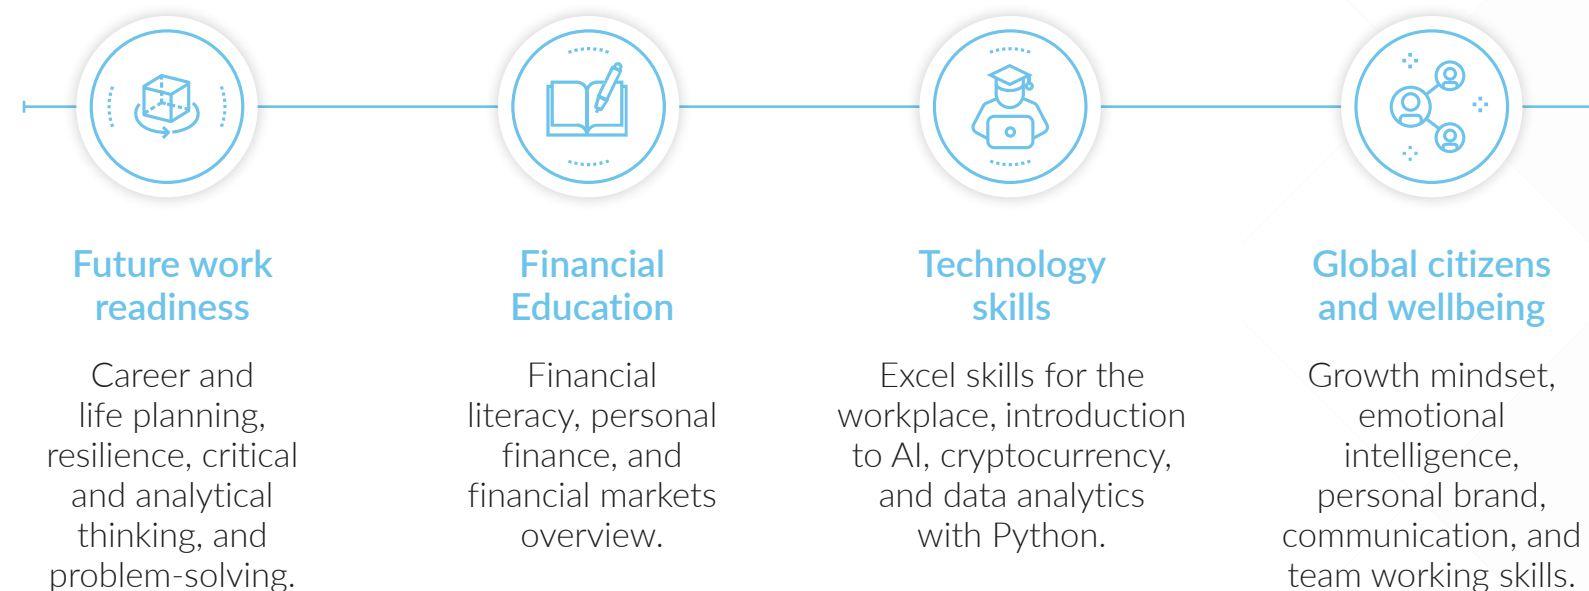 Future work
readiness
Career and
life planning,
resilience, critical
and analytical
thinking, and
problem-solving.
Financial
Education
Financial
literacy, personal
finance, and
financial markets
overview.
Technology
skills
Excel skills for the
workplace, introduction
to AI, cryptocurrency,
and data analytics
with Python.
Global citizens
and wellbeing
Growth mindset,
emotional
intelligence,
personal brand,
communication, and
team working skills.